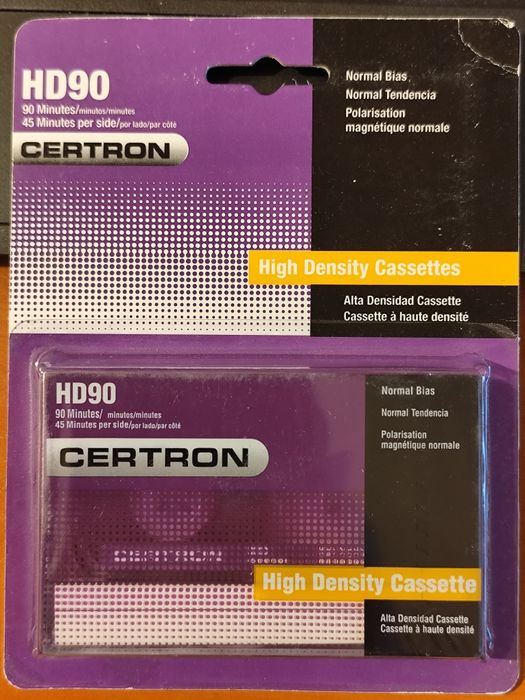 HD90
90 Minutes/minutos/minutes
45 Minutes per side/por lado/par côté
CERTRON
Normal Bias
Normal Tendencia
Polarisation
magnétique normale
High Density Cassettes
Alta Densidad Cassette
Cassette à haute densité
HD90
90 Minutes/ minutos/minutes
45 Minutes per side/por lado/par côté
CERTRON
Normal Bias
Normal Tendencia
Polarisation
magnétique normale
CERTRON
High Density Cassette
Alta Densidad Cassette
Cassette à haute densité